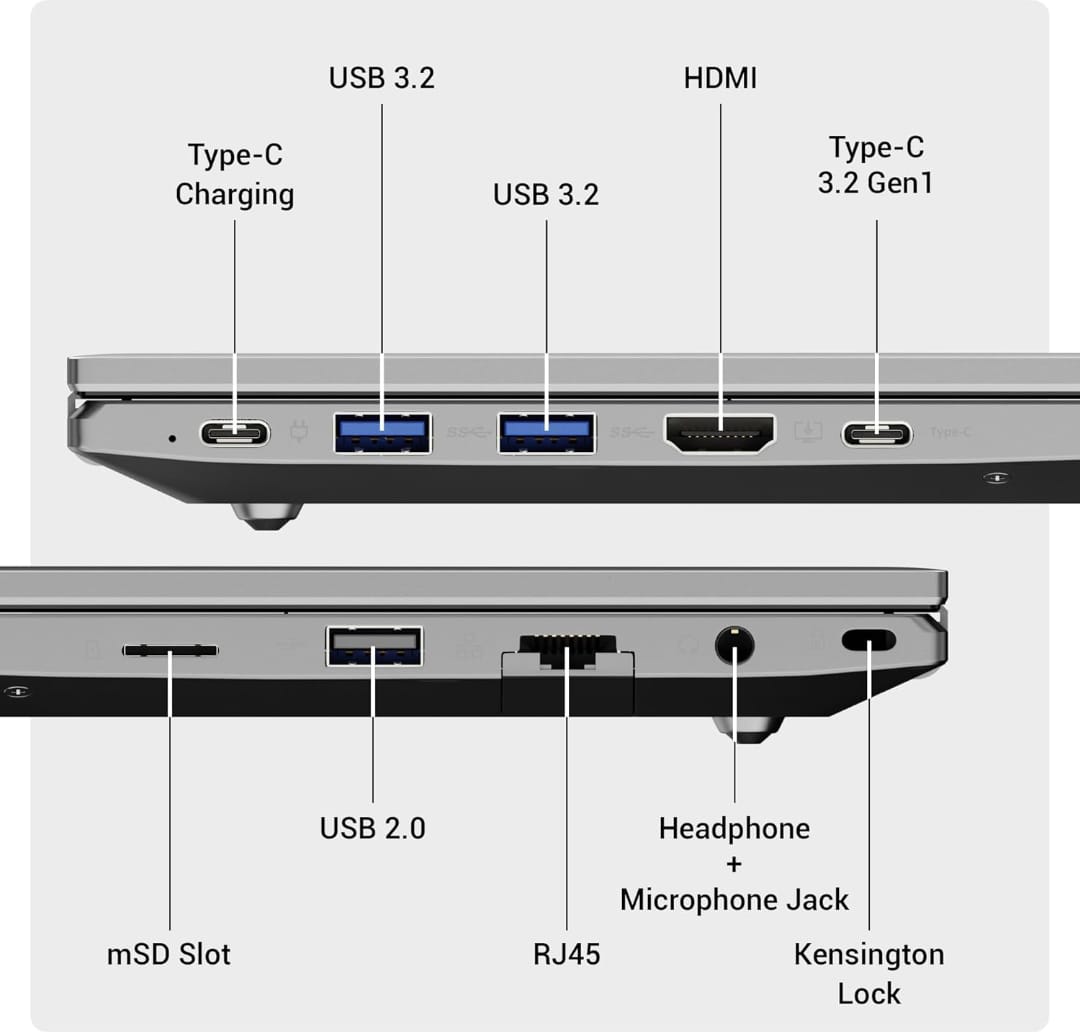 USB 3.2
HDMI
Type-C
Charging
USB 3.2
Type-C
3.2 Gen1
Type-C
USB 2.0
Headphone
+
Microphone Jack
mSD Slot
RJ45
Kensington
Lock